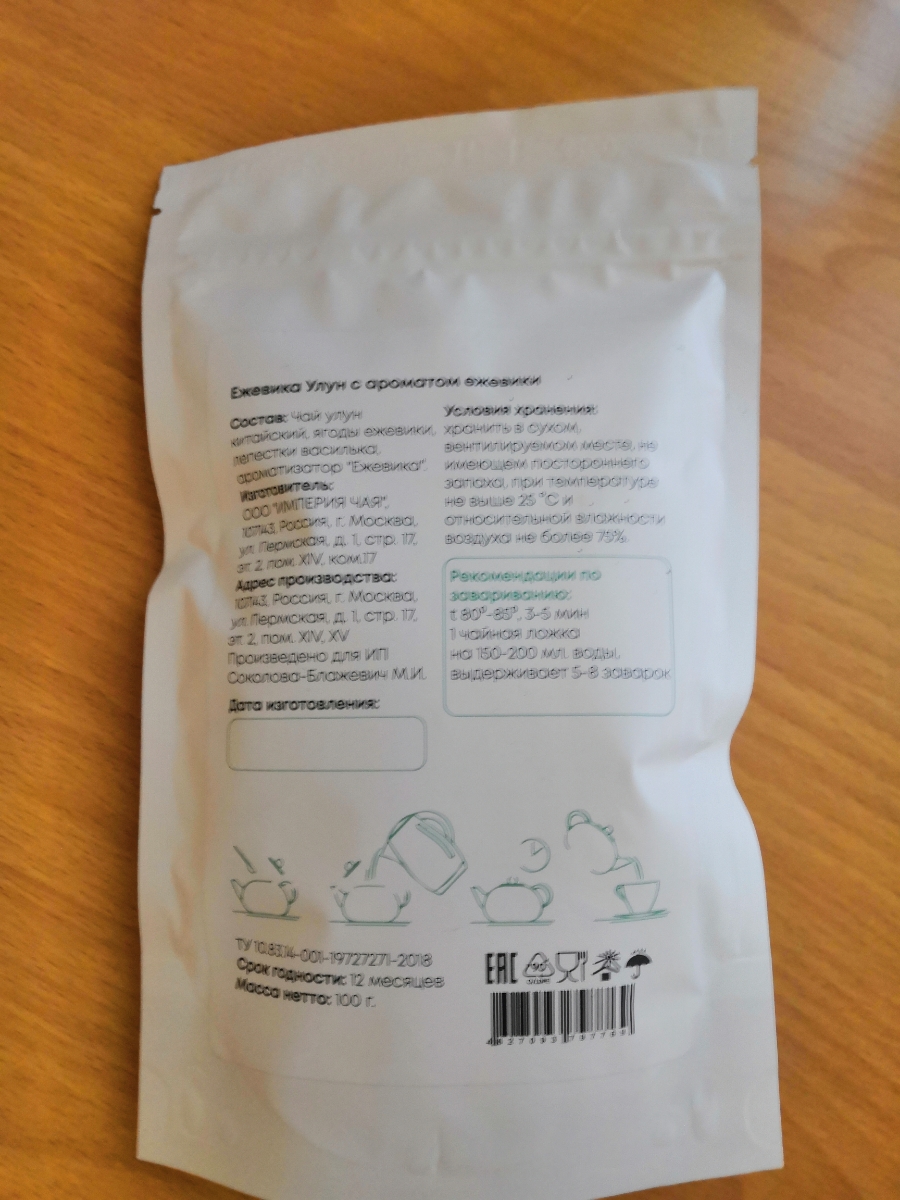 Ежевика Улун с ароматом ежевики
Состав: Чай улун
китайский, ягоды ежевики,
лепестки василька,
ароматизатор "Ежевика".
Изготовитель:
ООО "ИМПЕРИЯ ЧАЯ",
107143, Россия, г. Москва,
ул. Пермская, д. 1, стр. 17,
эт. 2, пом. XIV, ком.17
Адрес производства:
107143, Россия, г. Москва,
ул. Пермская, д. 1, стр. 17,
эт. 2, пом. XIV, XV
Произведено для ИП
Соколова-Блажевич М.И.
Дата изготовления:
Условия хранения:
хранить в сухом,
вентилируемом месте, не
имеющем постороннего
запаха, при температуре
не выше 25 °С и
относительной влажности
воздуха не более 75%.
Рекомендации по
завариванию:
t 80°-85°, 3-5 мин
1 чайная ложка
на 150-200 мл. воды,
выдерживает 5-8 заварок
ТУ 10.83.14-001-19727271-2018
Срок годности: 12 месяцев
Масса нетто: 100 г.
EAC